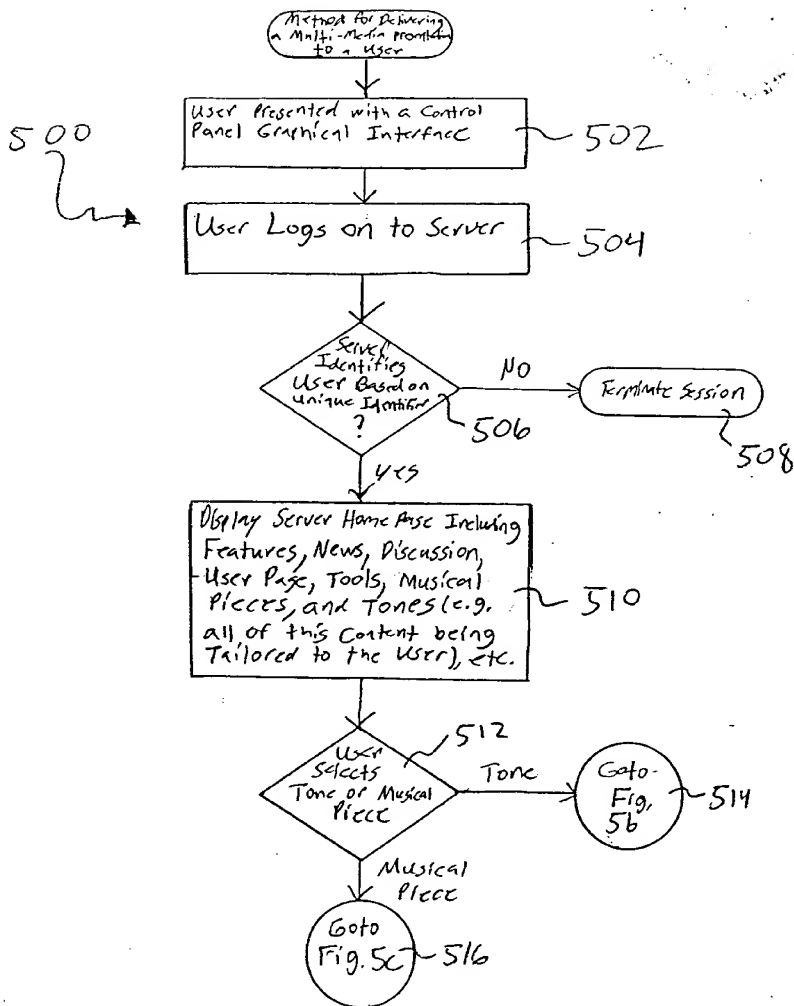 Method for Delivering
a Multi-Media
to a User
User Presented with a Control
Panel Graphical Interface
502
500
User Logs on to Server
504
Server
Identifies
User Based on
Unique Identifier
?
506
NO
Terminate Session
508
yes
Display Server Home Page Including
Features, News, Discussion,
User Page, Tools, Musical
Pieces, and Tones (e.g.
all of this Content being
Tailored to the User), etc.
510
512
User
Selects
Tone or Musical
Piece
Tone
Goto
Fig.
5b
514
Musical
Piece
Goto
Fig. 5c
516